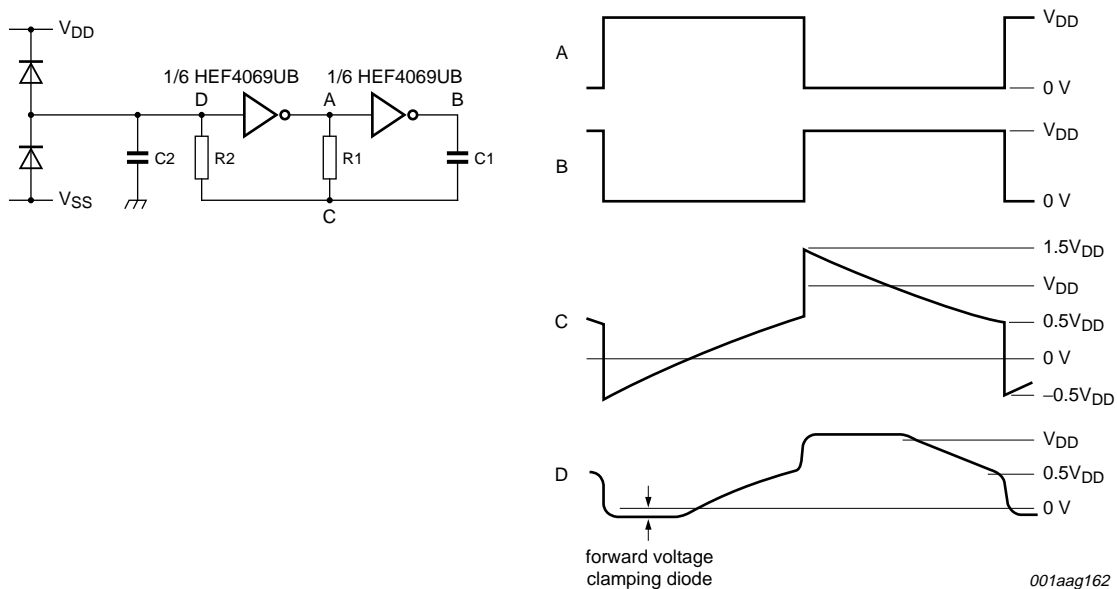 VDD
1/6 HEF4069UB
1/6 HEF4069UB
D
A
B
C2
R2
R1
C1
VSS
C
A
VDD
0 V
B
VDD
0 V
C
1.5VDD
VDD
0.5VDD
0 V
−0.5VDD
D
VDD
0.5VDD
0 V
forward voltage
clamping diode
001aag162